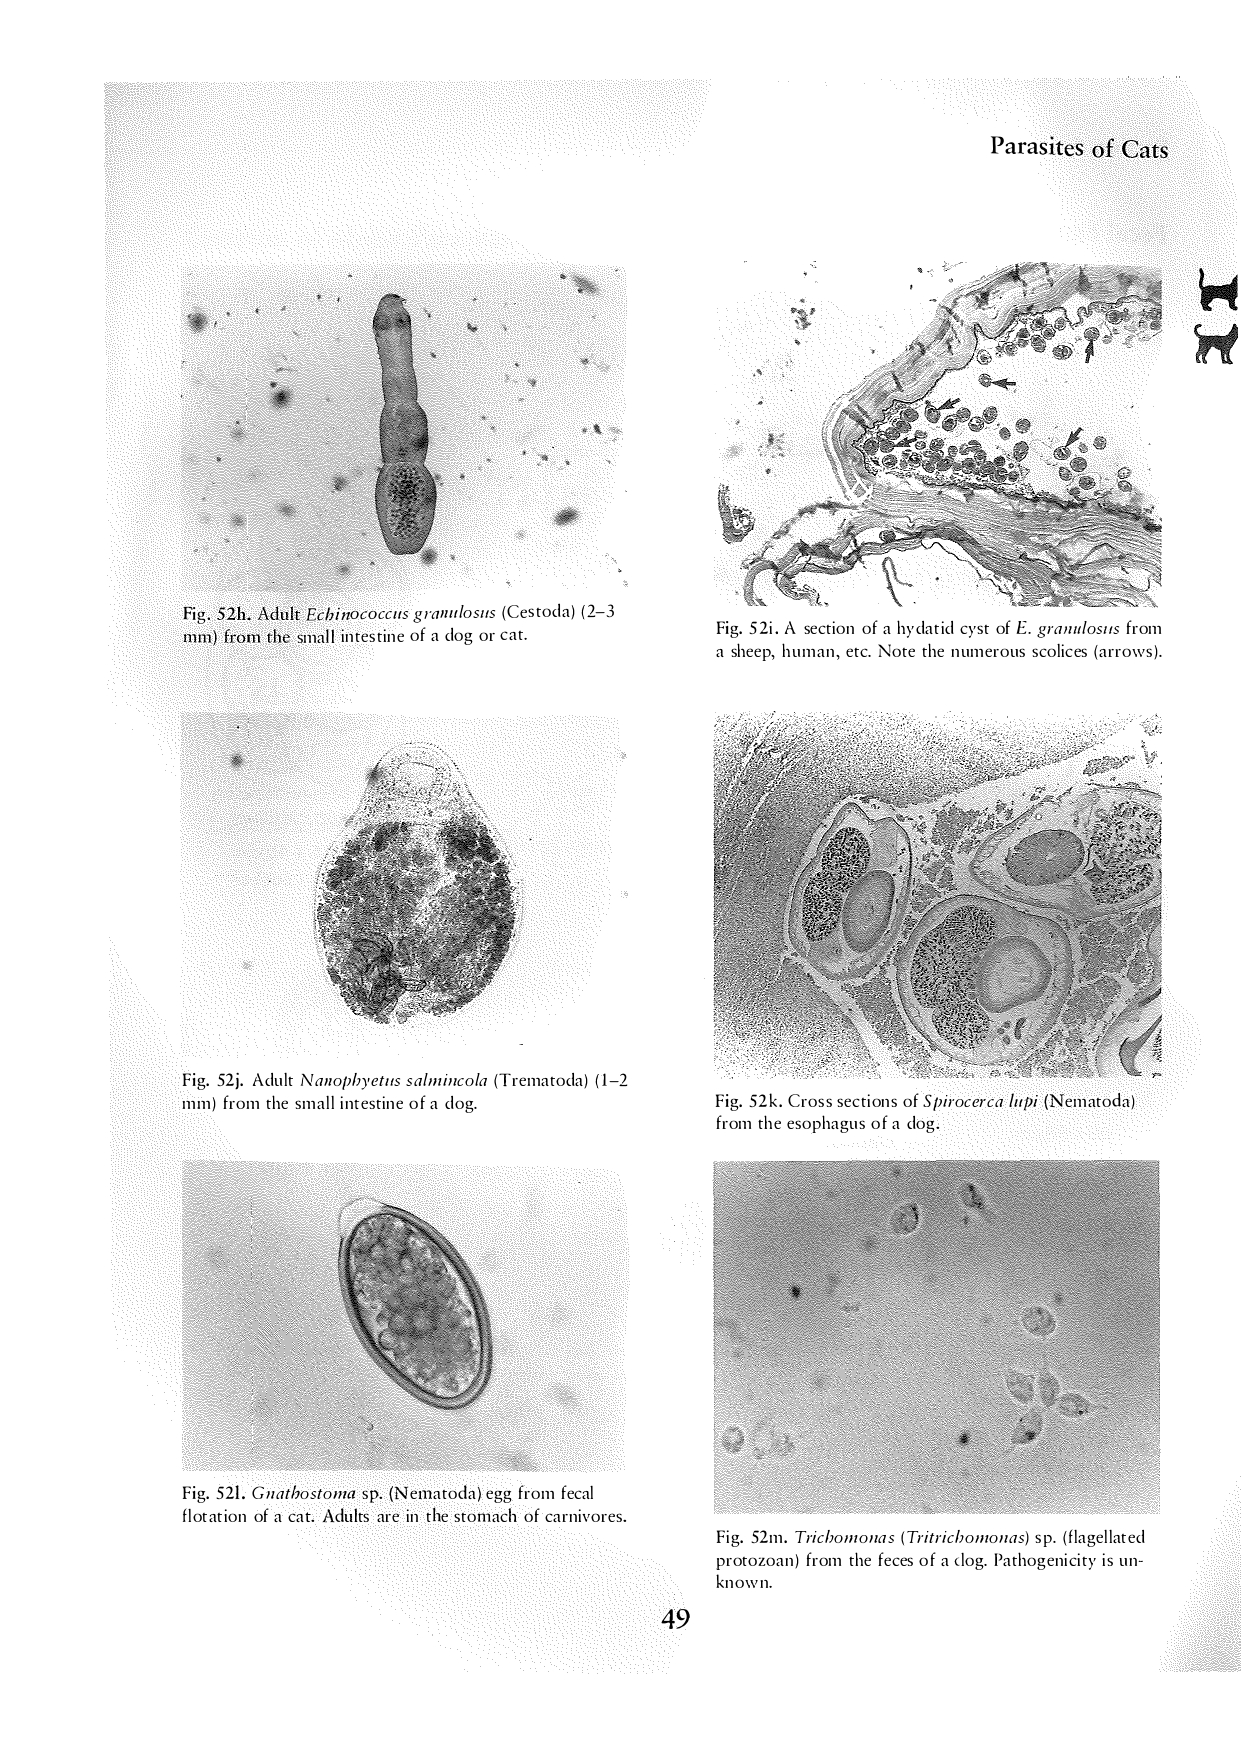 Parasites of Cats
Fig. 52h. Adult Echinococcus granulosus (Cestoda) (2–3
mm) from the small intestine of a dog or cat.
Fig. 52i. A section of a hydatid cyst of E. granulosus from
a sheep, human, etc. Note the numerous scolices (arrows).
Fig. 52j. Adult Nanophyetus salmincola (Trematoda) (1–2
mm) from the small intestine of a dog.
Fig. 52k. Cross sections of Spirocerca lupi (Nematoda)
from the esophagus of a dog.
Fig. 52l. Gnathostoma sp. (Nematoda) egg from fecal
flotation of a cat. Adults are in the stomach of carnivores.
Fig. 52m. Trichomonas (Tritrichomonas) sp. (flagellated
protozoan) from the feces of a dog. Pathogenicity is un-
known.
49